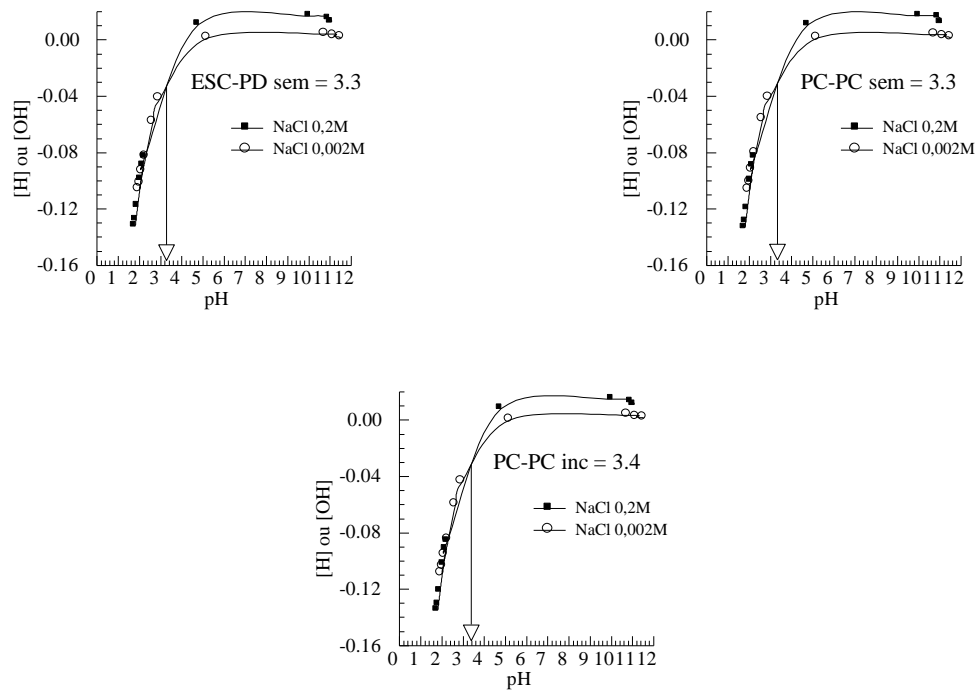 0.00
-0.04
-0.08
-0.12
-0.16
[H] ou [OH]
ESC-PD sem = 3.3
NaCl 0,2M
NaCl 0,002M
0 1 2 3 4 5 6 7 8 9 10 11 12
pH
0.00
-0.04
-0.08
-0.12
-0.16
[H] ou [OH]
PC-PC sem = 3.3
NaCl 0,2M
NaCl 0,002M
0 1 2 3 4 5 6 7 8 9 10 11 12
pH
0.00
-0.04
-0.08
-0.12
-0.16
[H] ou [OH]
PC-PC inc = 3.4
NaCl 0,2M
NaCl 0,002M
0 1 2 3 4 5 6 7 8 9 10 11 12
pH